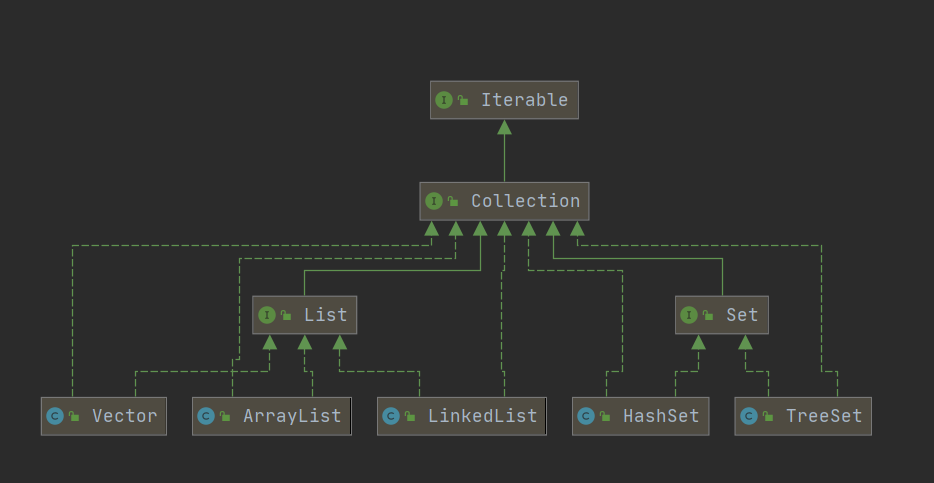 I Iterable
I Collection
I List
I Set
C Vector
C ArrayList
C LinkedList
C HashSet
C TreeSet